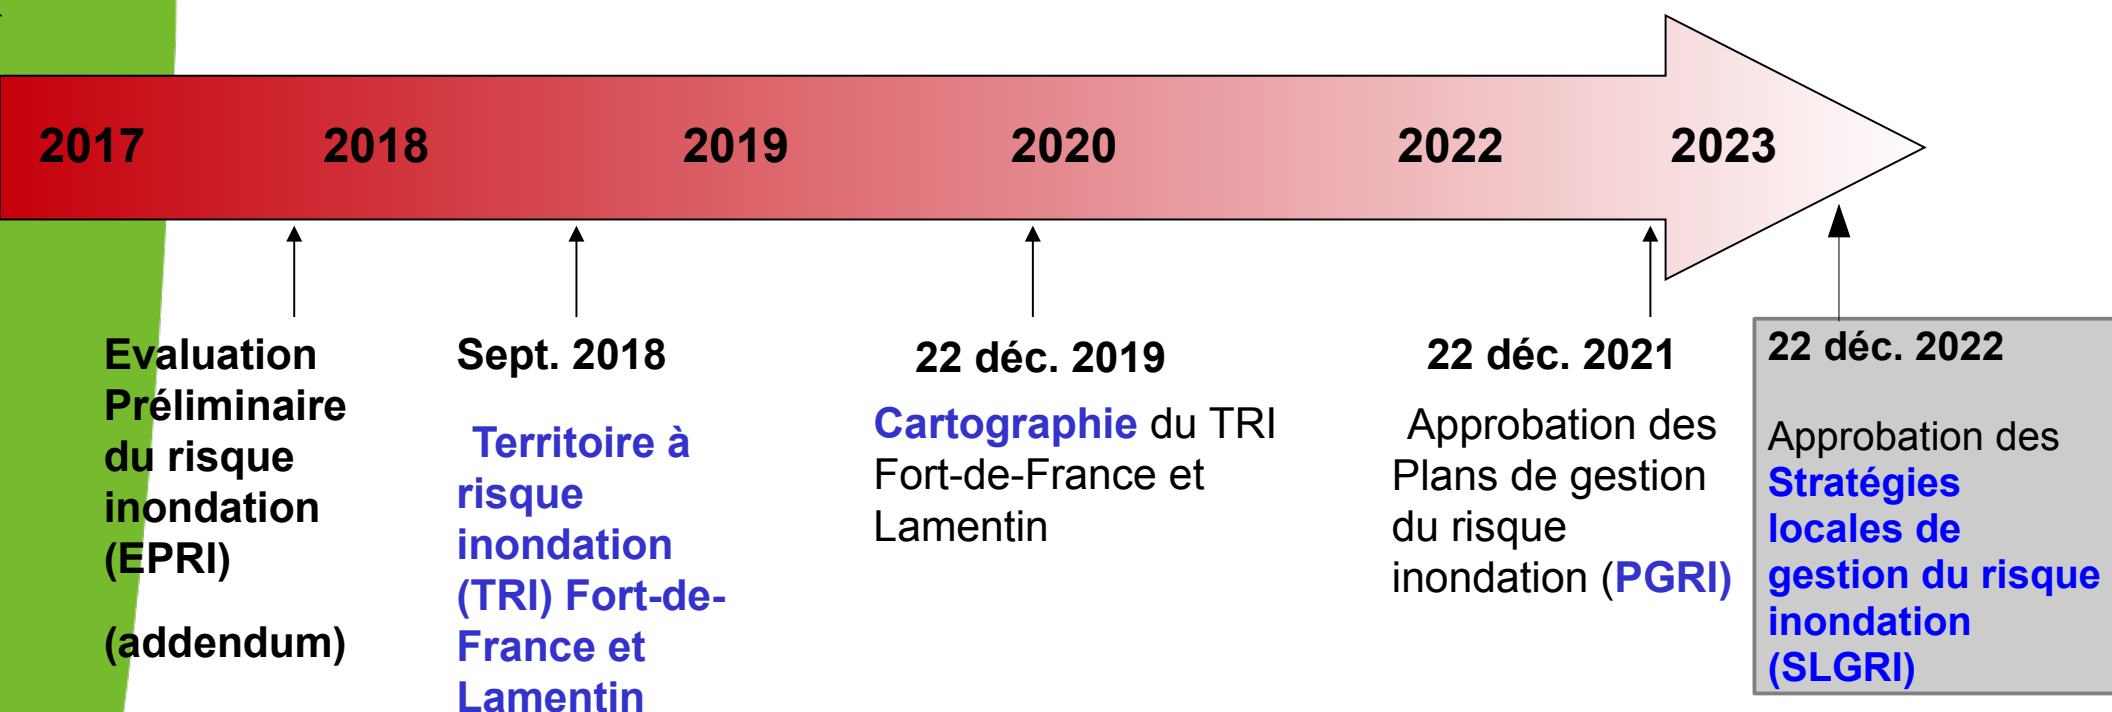 2017 2018 2019 2020 2022 2023
Evaluation
Préliminaire
du risque
inondation
(EPRI)
(addendum)
Sept. 2018
Territoire à
risque
inondation
(TRI) Fort-de-
France et
Lamentin
22 déc. 2019
Cartographie du TRI
Fort-de-France et
Lamentin
22 déc. 2021
Approbation des
Plans de gestion
du risque
inondation (PGRI)
22 déc. 2022
Approbation des
Stratégies
locales de
gestion du risque
inondation
(SLGRI)